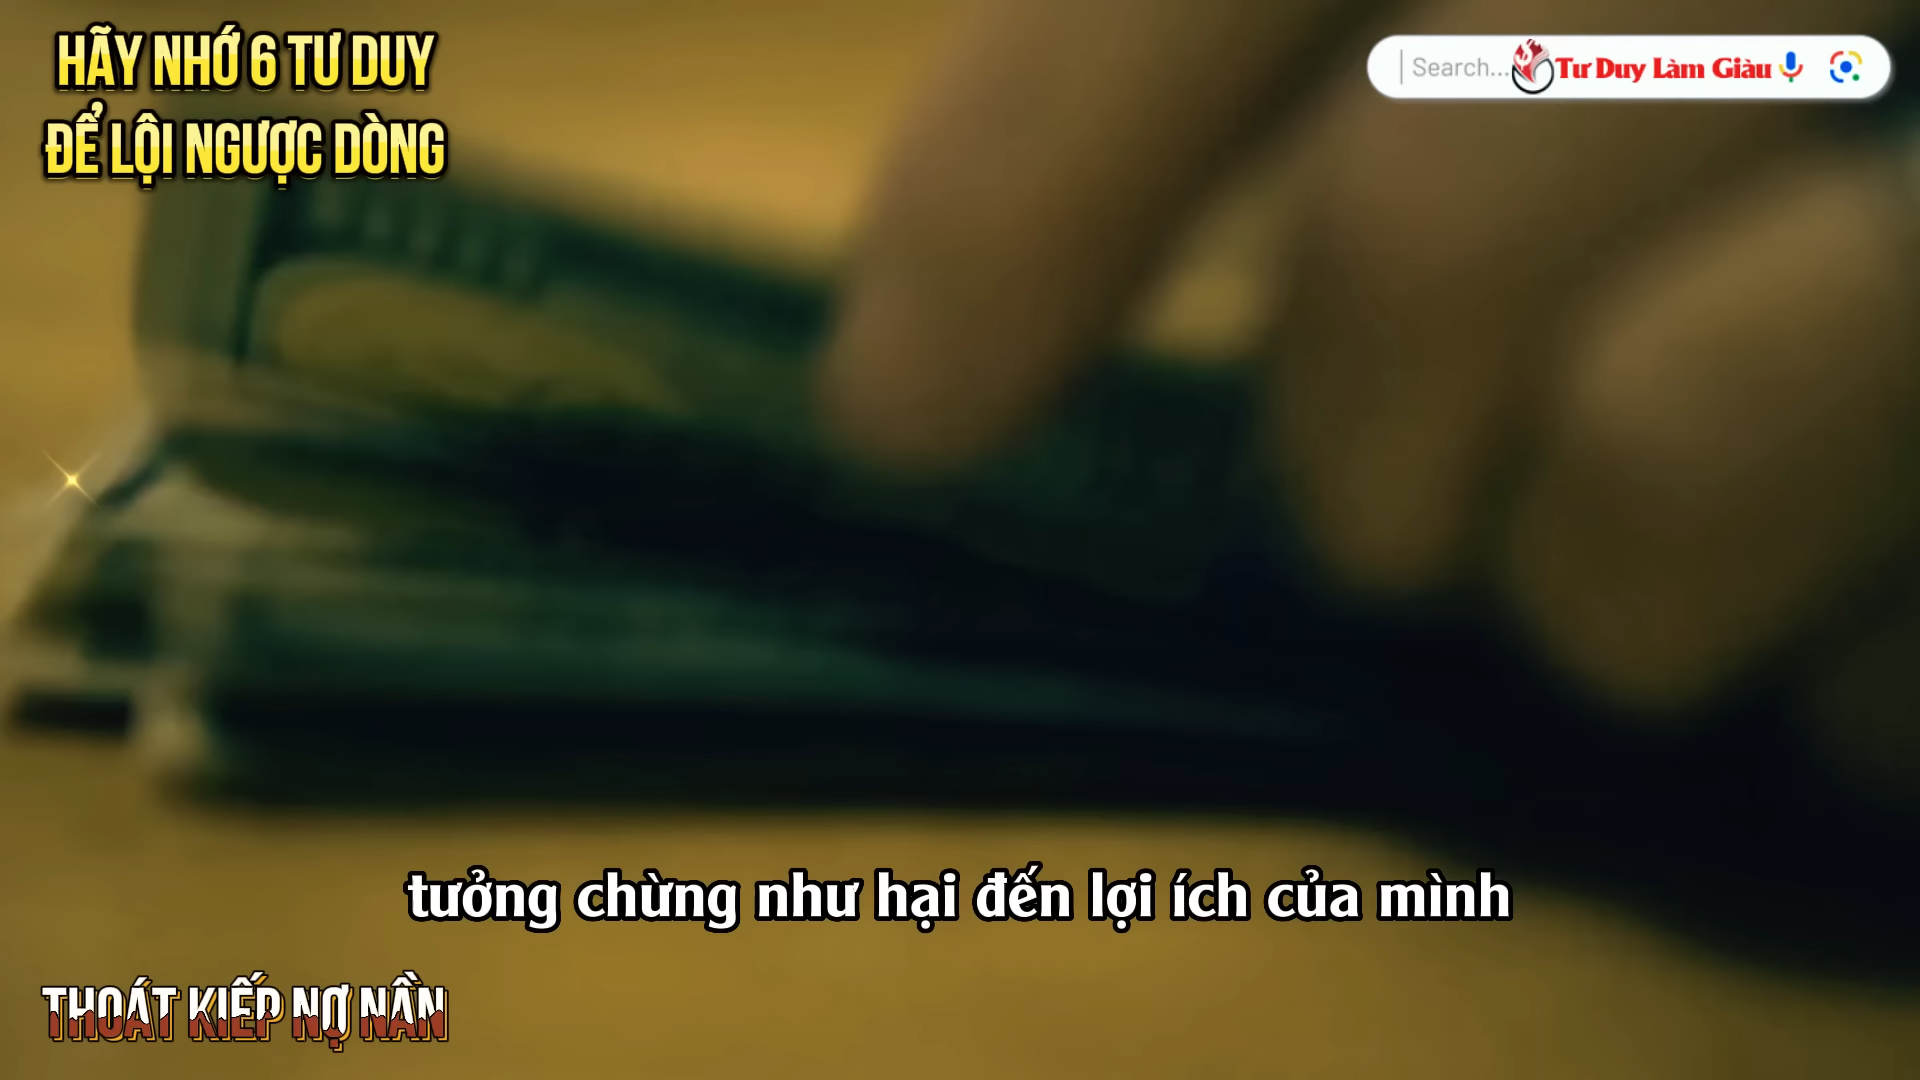 HÃY NHỚ 6 TƯ DUY
ĐỂ LỘI NGƯỢC DÒNG
Search... Tư Duy Làm Giàu
tưởng chừng như hại đến lợi ích của mình
THOÁT KIẾP NỢ NẦN